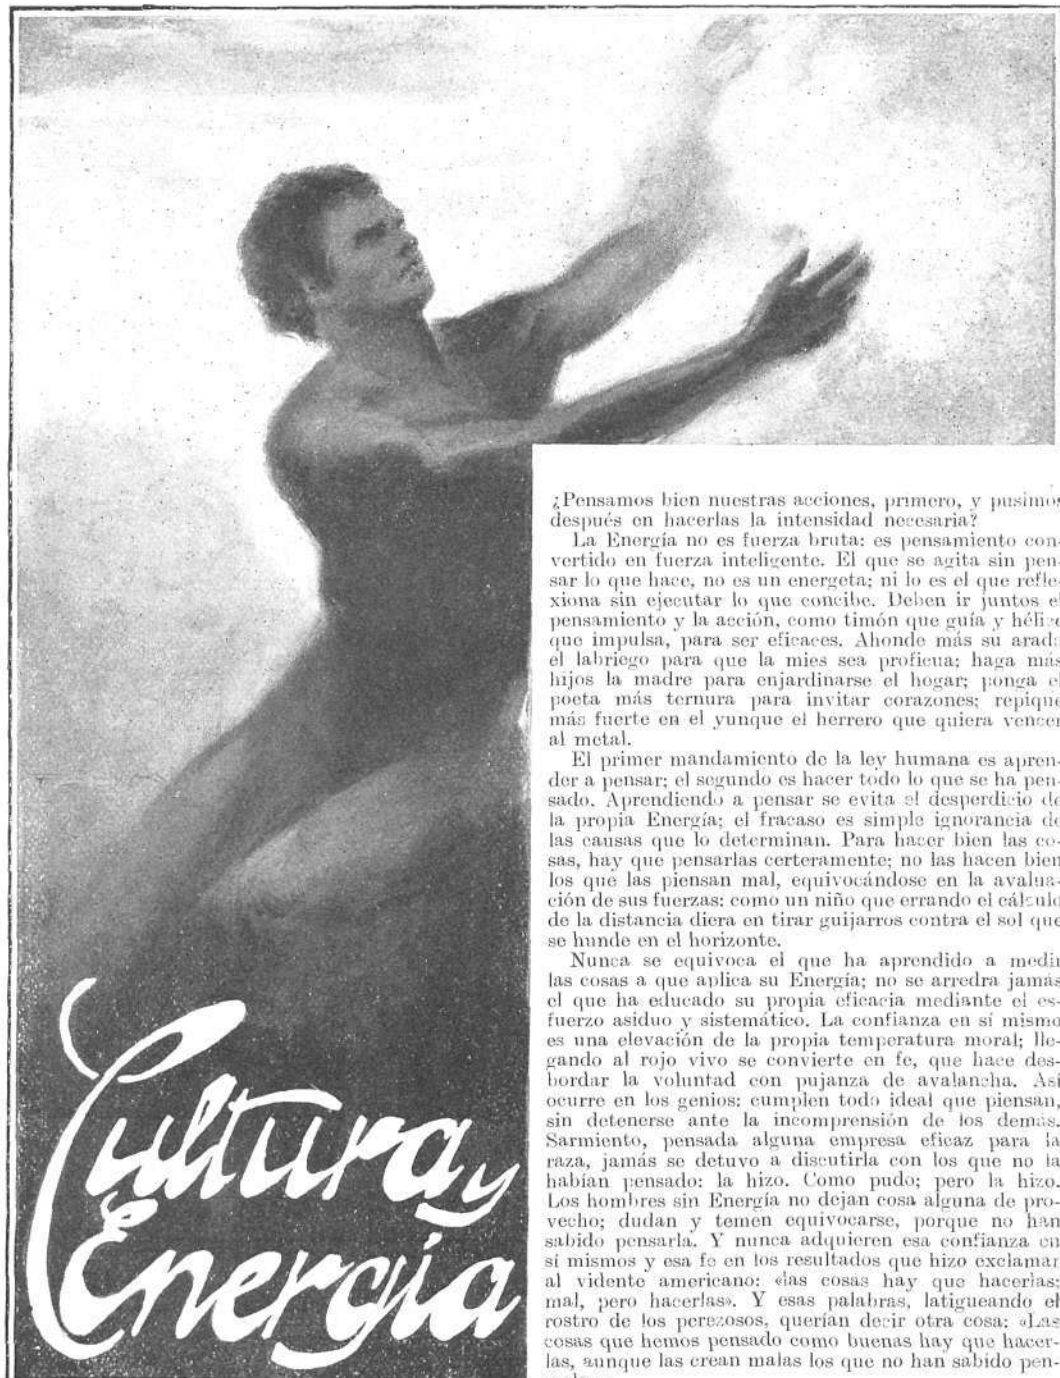 Cultura y
Energía
¿Pensamos bien nuestras acciones, primero, y pusimos
después en hacerlas la intensidad necesaria?
La Energía no es fuerza bruta: es pensamiento con-
vertido en fuerza inteligente. El que se agita sin pen-
sar lo que hace, no es un energeta; ni lo es el que refle-
xiona sin ejecutar lo que concibe. Deben ir juntos el
pensamiento y la acción, como timón que guía y hélice
que impulsa, para ser eficaces. Ahonde más su arado
el labriego para que la mies sea proficua; haga más
hijos la madre para enjardinarse el hogar; ponga el
poeta más ternura para invitar corazones; repique
más fuerte en el yunque el herrero que quiera vencer
al metal.
El primer mandamiento de la ley humana es apren-
der a pensar; el segundo es hacer todo lo que se ha pen-
sado. Aprendiendo a pensar se evita el desperdicio de
la propia Energía; el fracaso es simple ignorancia de
las causas que lo determinan. Para hacer bien las co-
sas, hay que pensarlas certeramente; no las hacen bien
los que las piensan mal, equivocándose en la avalua-
ción de sus fuerzas: como un niño que errando el cálculo
de la distancia diera en tirar guijarros contra el sol que
se hunde en el horizonte.
Nunca se equivoca el que ha aprendido a medir
las cosas a que aplica su Energía; no se arredra jamás
el que ha educado su propia eficacia mediante el es-
fuerzo asiduo y sistemático. La confianza en sí mismo
es una elevación de la propia temperatura moral; lle-
gando al rojo vivo se convierte en fe, que hace des-
bordar la voluntad con pujanza de avalancha. Así
ocurre en los genios: cumplen todo ideal que piensan,
sin detenerse ante la incomprensión de los demás.
Sarmiento, pensada alguna empresa eficaz para la
raza, jamás se detuvo a discutirla con los que no la
habían pensado: la hizo. Como pudo; pero la hizo.
Los hombres sin Energía no dejan cosa alguna de pro-
vecho; dudan y temen equivocarse, porque no han
sabido pensarla. Y nunca adquieren esa confianza en
sí mismos y esa fe en los resultados que hizo exclamar
al vidente americano: «las cosas hay que hacerlas;
mal, pero hacerlas». Y esas palabras, latigueando el
rostro de los perezosos, querían decir otra cosa: «Las
cosas que hemos pensado como buenas hay que hacer-
las, aunque las crean malas los que no han sabido pen-